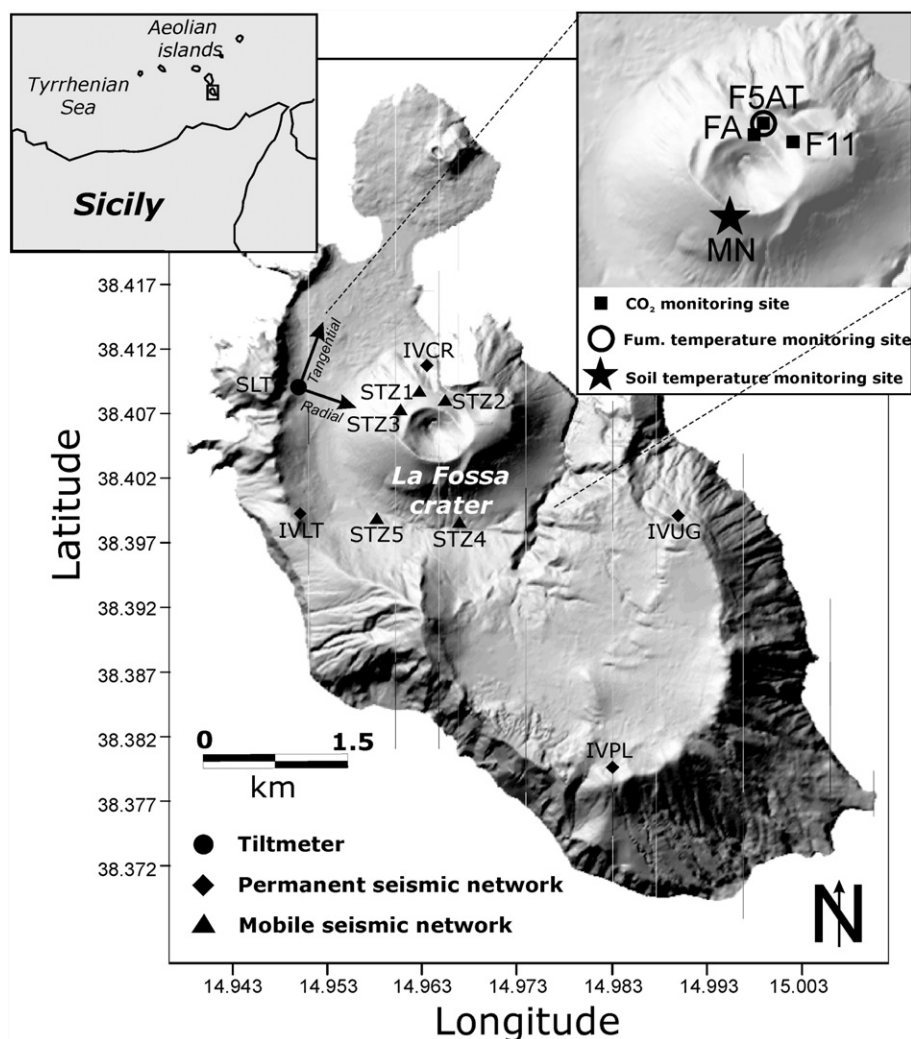 Aeolian
islands
Tyrrhenian
Sea
Sicily
F5AT
FA
F11
MN
CO₂ monitoring site
Fum. temperature monitoring site
Soil temperature monitoring site
38.417
38.412
38.407
38.402
38.397
38.392
38.387
38.382
38.377
38.372
Latitude
Tangential
Radial
SLT
IVCR
STZ1
STZ2
STZ3
La Fossa
crater
IVLT
STZ5
STZ4
IVUG
IVPL
0 1.5
km
Tiltmeter
Permanent seismic network
Mobile seismic network
N
14.943 14.953 14.963 14.973 14.983 14.993 15.003
Longitude